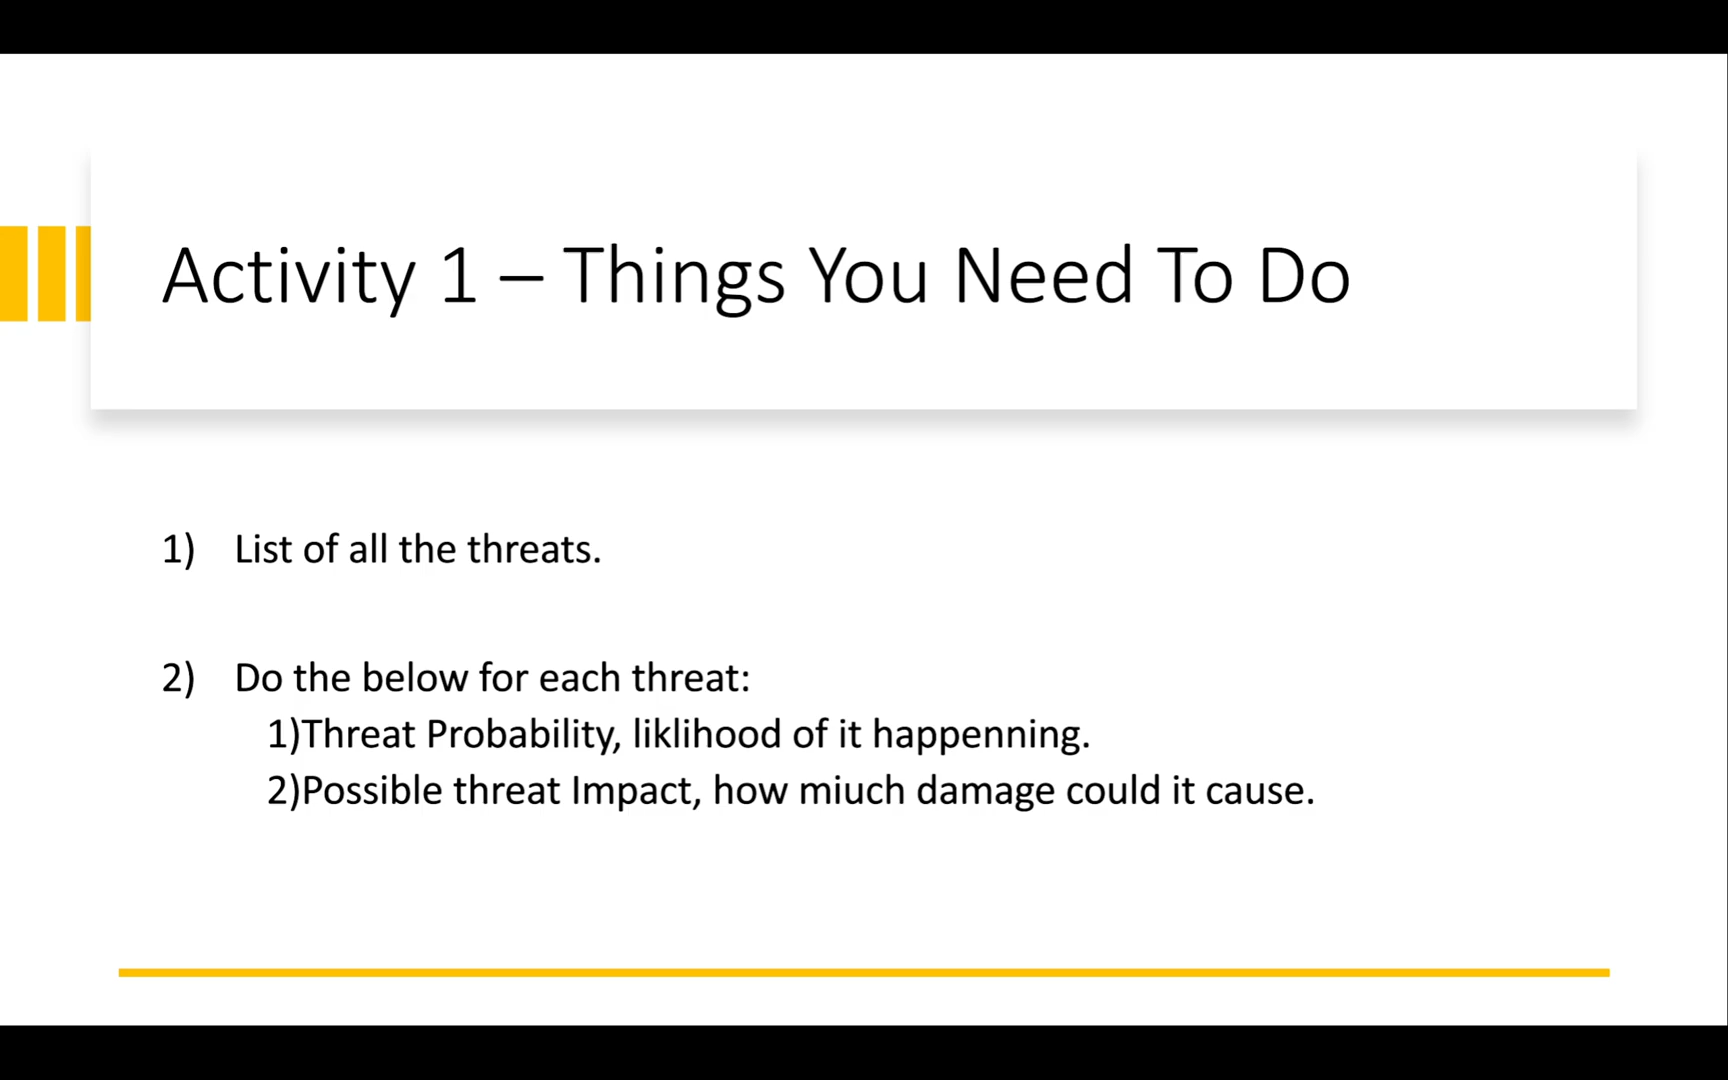 Activity 1 – Things You Need To Do
1) List of all the threats.
2) Do the below for each threat:
1)Threat Probability, liklihood of it happenning.
2)Possible threat Impact, how miuch damage could it cause.